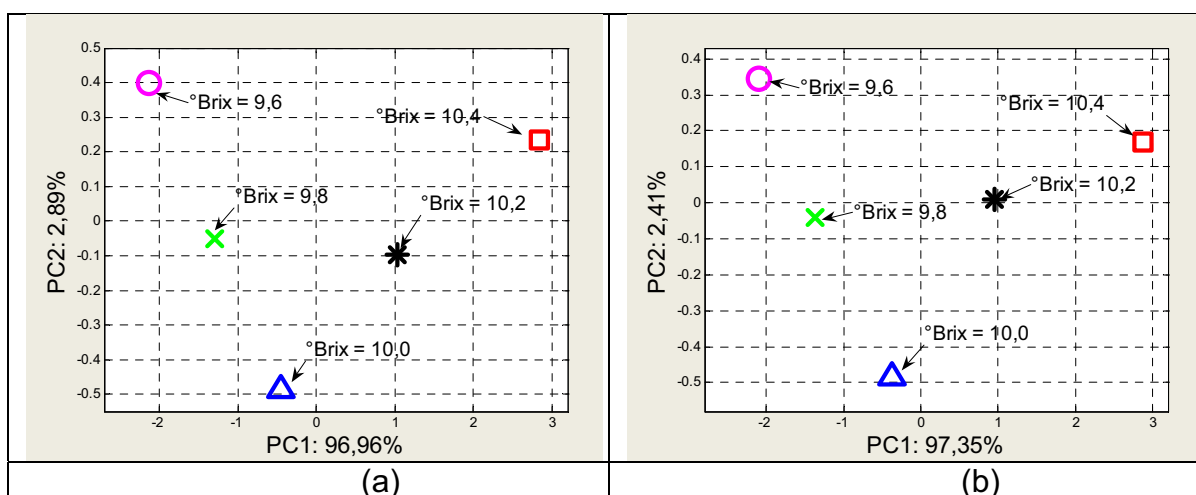 0.5
0.4
0.3
0.2
0.1
0
-0.1
-0.2
-0.3
-0.4
-0.5
-2
-1
0
1
2
3
PC2: 2,89%
PC1: 96,96%
°Brix = 9,6
°Brix = 10,4
°Brix = 9,8
°Brix = 10,2
°Brix = 10,0
(a)
0.4
0.3
0.2
0.1
0
-0.1
-0.2
-0.3
-0.4
-0.5
-2
-1
0
1
2
3
PC2: 2,41%
PC1: 97,35%
°Brix = 9,6
°Brix = 10,4
°Brix = 10,2
°Brix = 9,8
°Brix = 10,0
(b)